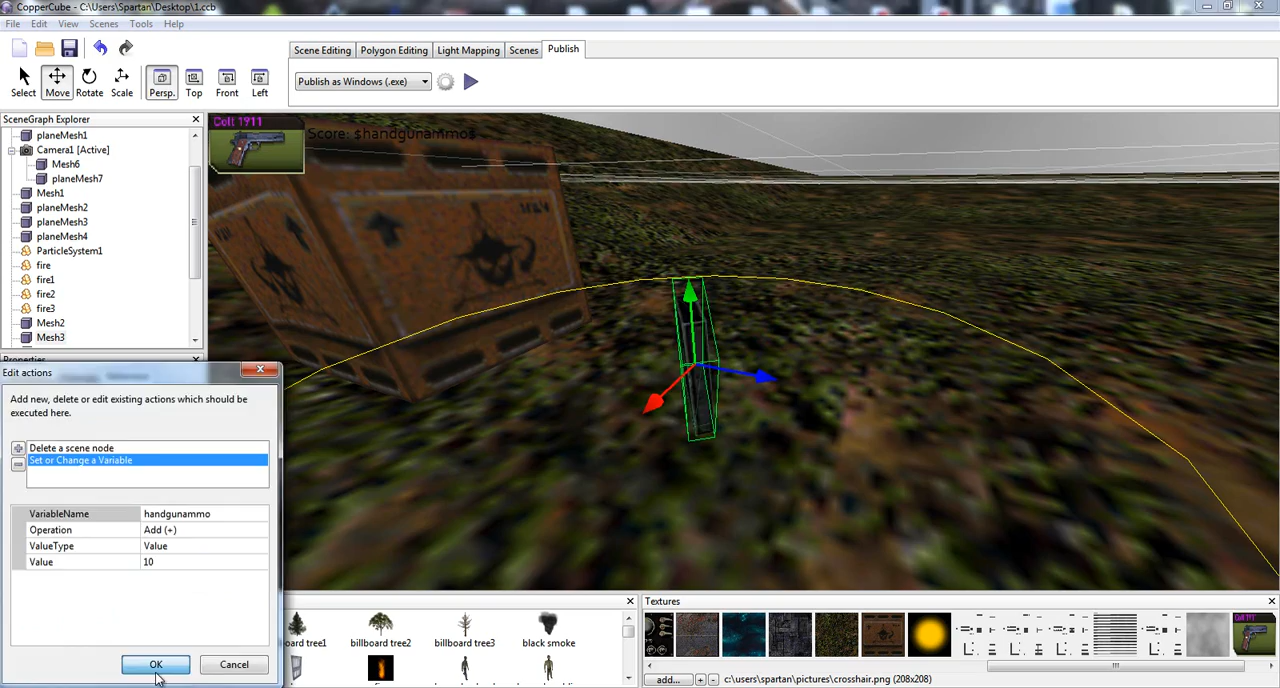 CopperCube - C:\Users\Spartan\Desktop\1.ccb
File Edit View Scenes Tools Help
Scene Editing Polygon Editing Light Mapping Scenes Publish
Select Move Rotate Scale Persp. Top Front Left
Publish as Windows (.exe)
SceneGraph Explorer
planeMesh1
Camera1 [Active]
Mesh6
planeMesh7
Mesh1
planeMesh2
planeMesh3
planeMesh4
ParticleSystem1
fire
fire1
fire2
fire3
Mesh2
Mesh3
Colt 1911
Score: $handgunammo$
Properties
Edit actions
Add new, delete or edit existing actions which should be
executed here.
Delete a scene node
Set or Change a Variable
VariableName handgunammo
Operation Add (+)
ValueType Value
Value 10
OK Cancel
board tree1 billboard tree2 billboard tree3 black smoke
Textures
add... + - c:\users\spartan\pictures\crosshair.png (208x208)